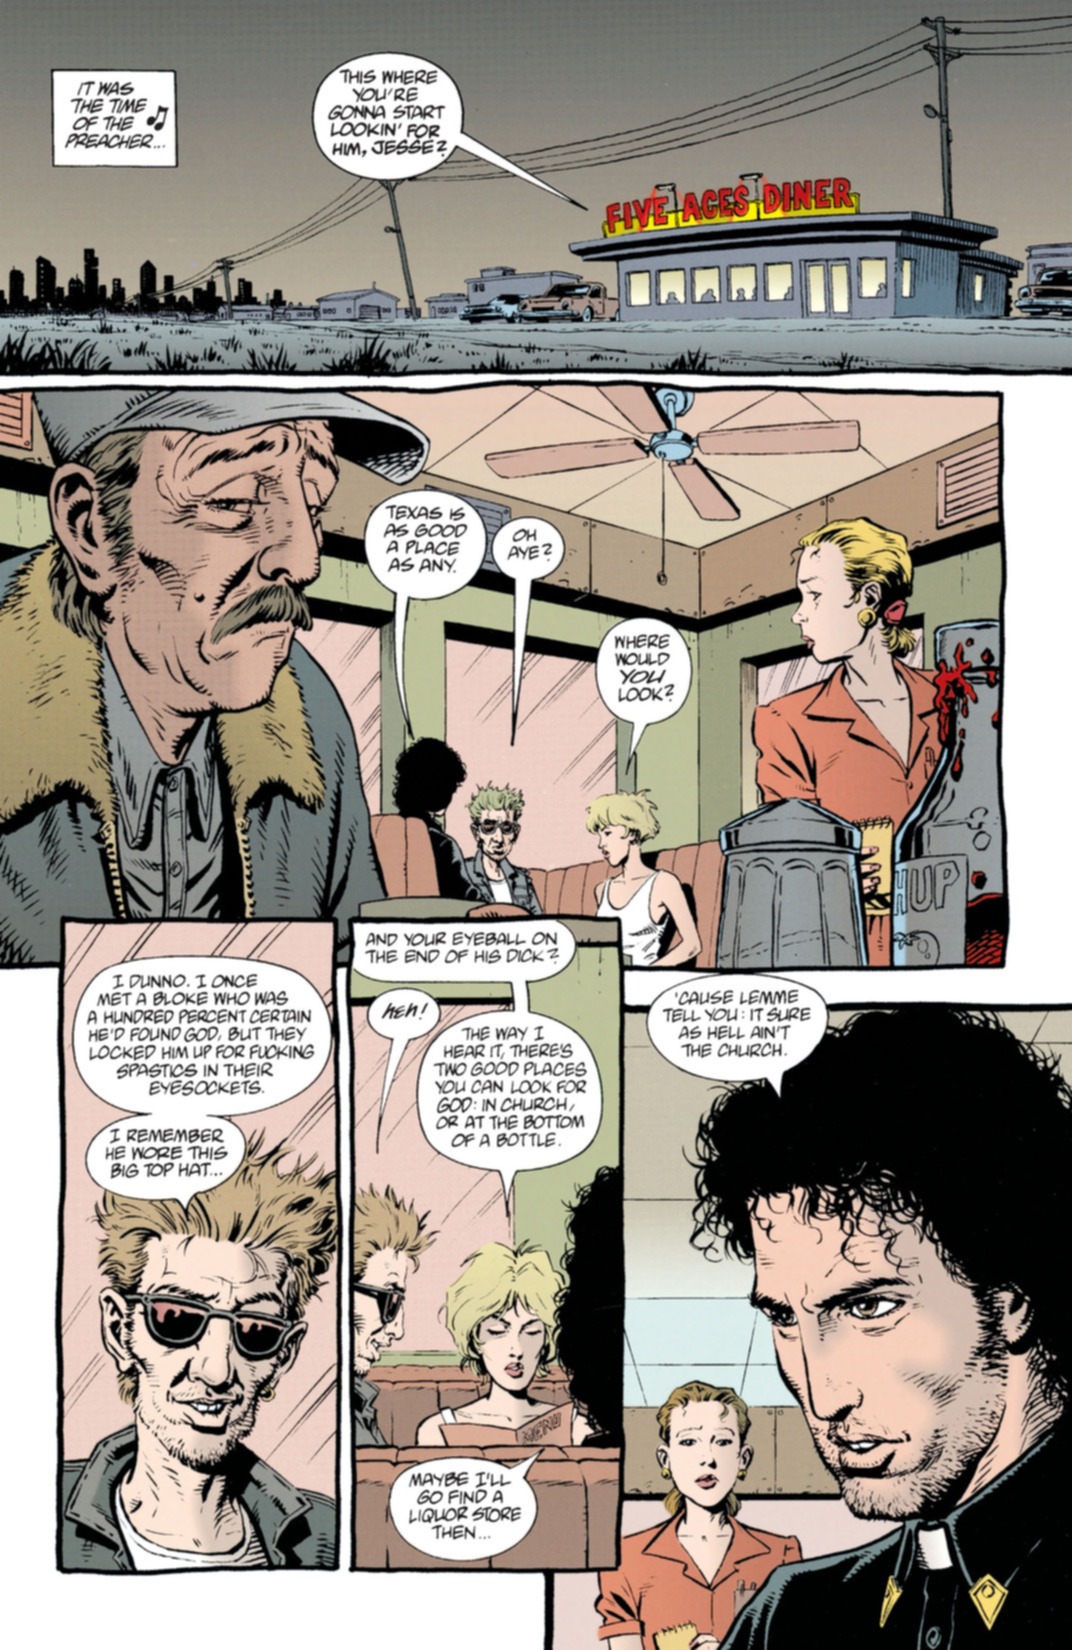 IT WAS
THE TIME
OF THE
PREACHER...
THIS WHERE
YOU'RE
GONNA START
LOOKIN' FOR
HIM, JESSE?
FIVE ACES DINER
TEXAS IS
AS GOOD
A PLACE
AS ANY.
OH
AYE?
WHERE
WOULD
YOU
LOOK?
HUP
I DUNNO. I ONCE
MET A BLOKE WHO WAS
A HUNDRED PERCENT CERTAIN
HE'D FOUND GOD, BUT THEY
LOCKED HIM UP FOR FUCKING
SPASTICS IN THEIR
EYESOCKETS.
I REMEMBER
HE WORE THIS
BIG TOP HAT...
AND YOUR EYEBALL ON
THE END OF HIS DICK?
HEH!
THE WAY I
HEAR IT, THERE'S
TWO GOOD PLACES
YOU CAN LOOK FOR
GOD: IN CHURCH,
OR AT THE BOTTOM
OF A BOTTLE.
MENU
MAYBE I'LL
GO FIND A
LIQUOR STORE
THEN...
'CAUSE LEMME
TELL YOU: IT SURE
AS HELL AIN'T
THE CHURCH.